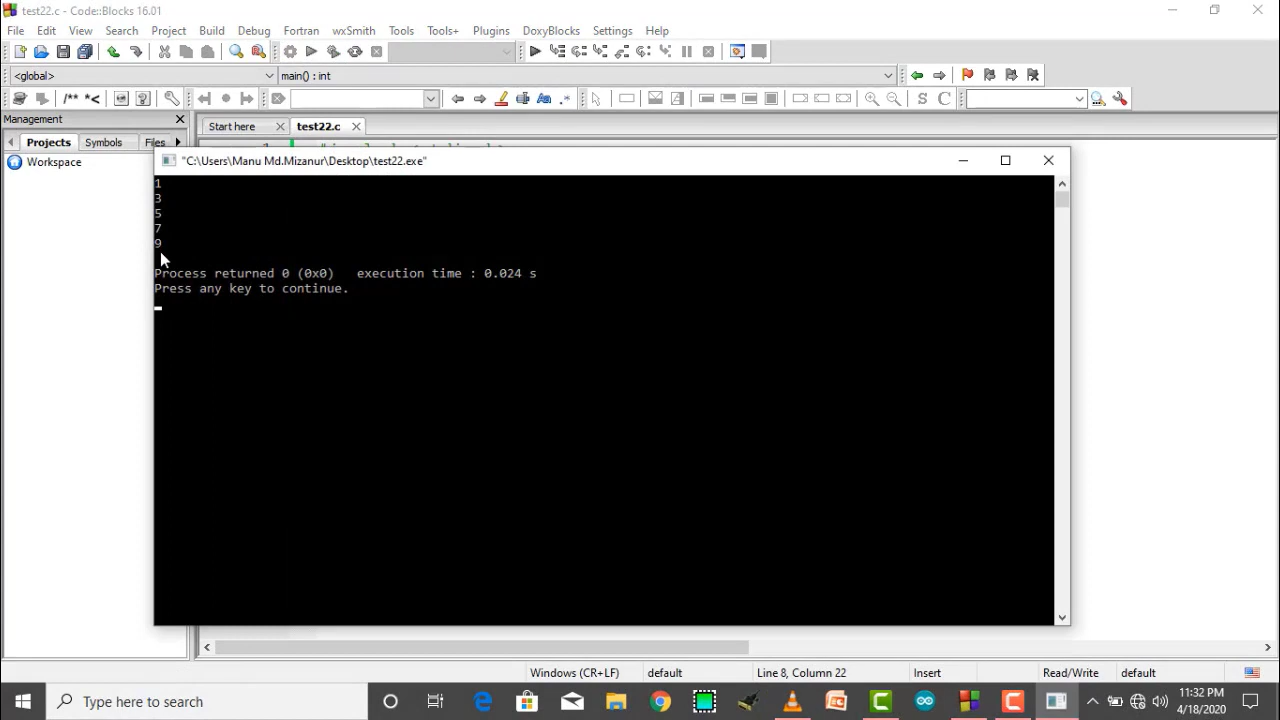 test22.c - Code::Blocks 16.01
File Edit View Search Project Build Debug Fortran wxSmith Tools Tools+ Plugins DoxyBlocks Settings Help
<global> main() : int
/** *<
S C
Management
Start here test22.c
Projects Symbols Files
1
Workspace
"C:\Users\Manu Md.Mizanur\Desktop\test22.exe"
1
3
5
7
9
Process returned 0 (0x0) execution time : 0.024 s
Press any key to continue.
Windows (CR+LF) default Line 8, Column 22 Insert Read/Write default
Type here to search
11:32 PM
4/18/2020